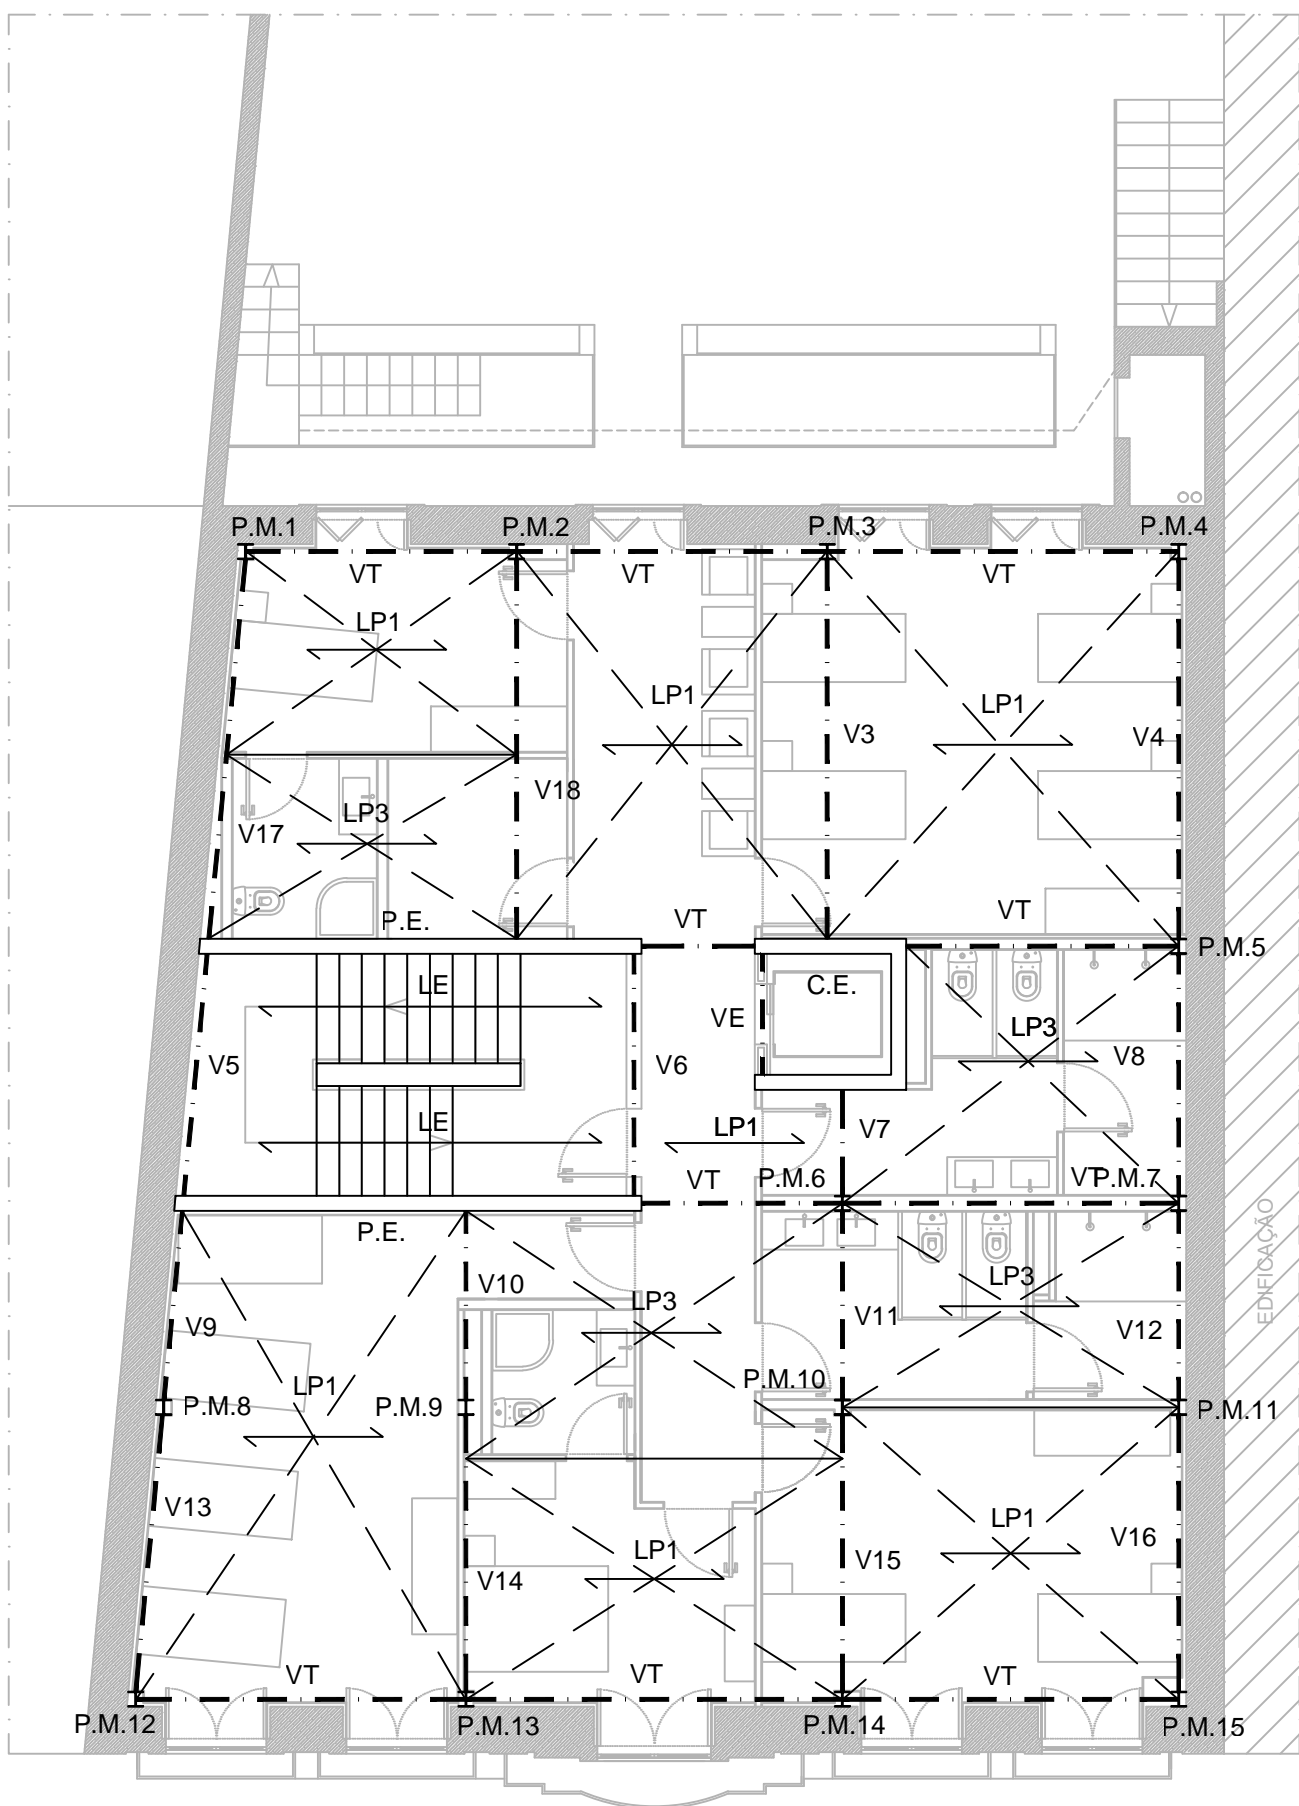 P.M.1 P.M.2 P.M.3 P.M.4
VT VT VT
LP1
LP1 LP1
V3 V4
V18
LP3
V17
P.E. VT VT
P.M.5
LE C.E.
VE LP3
V5 V6 V8
LE LP1 V7
VT P.M.6 VT P.M.7
P.E.
EDIFICAÇÃO
V10 LP3
LP3 V11
V9 V12
LP1 P.M.10
P.M.8 P.M.9 P.M.11
V13 LP1 V16
LP1 V15
V14
VT VT VT
P.M.12 P.M.13 P.M.14 P.M.15